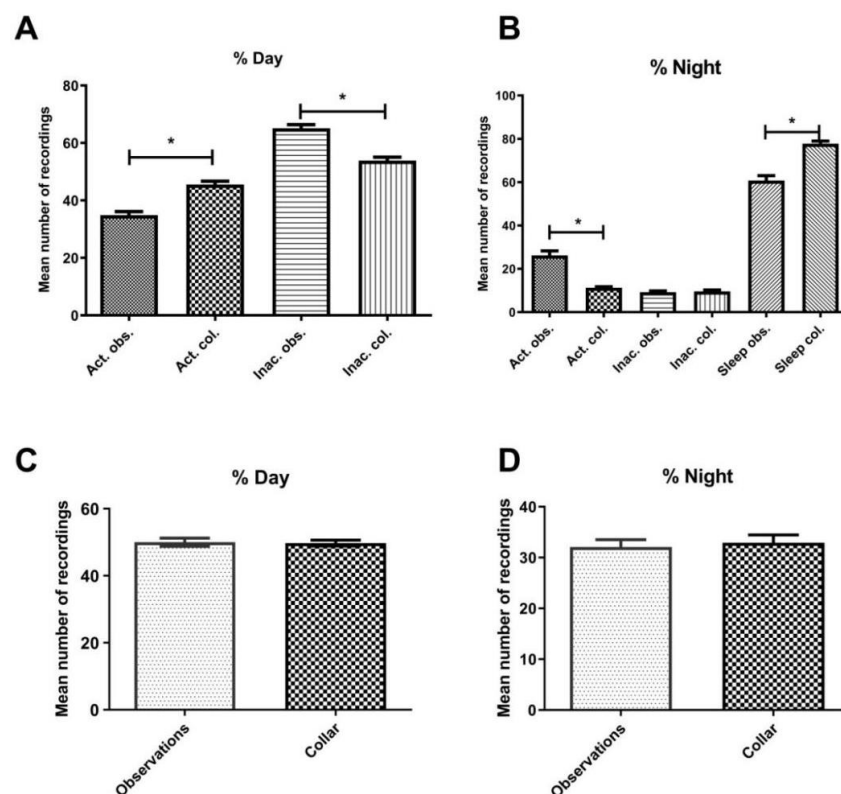 A
% Day
Mean number of recordings
80
60
40
20
0
*
*
Act. obs.
Act. col.
Inac. obs.
Inac. col.
B
% Night
Mean number of recordings
100
80
60
40
20
0
*
*
Act. obs.
Act. col.
Inac. obs.
Inac. col.
Sleep obs.
Sleep col.
C
% Day
Mean number of recordings
60
40
20
0
Observations
Collar
D
% Night
Mean number of recordings
40
30
20
10
0
Observations
Collar